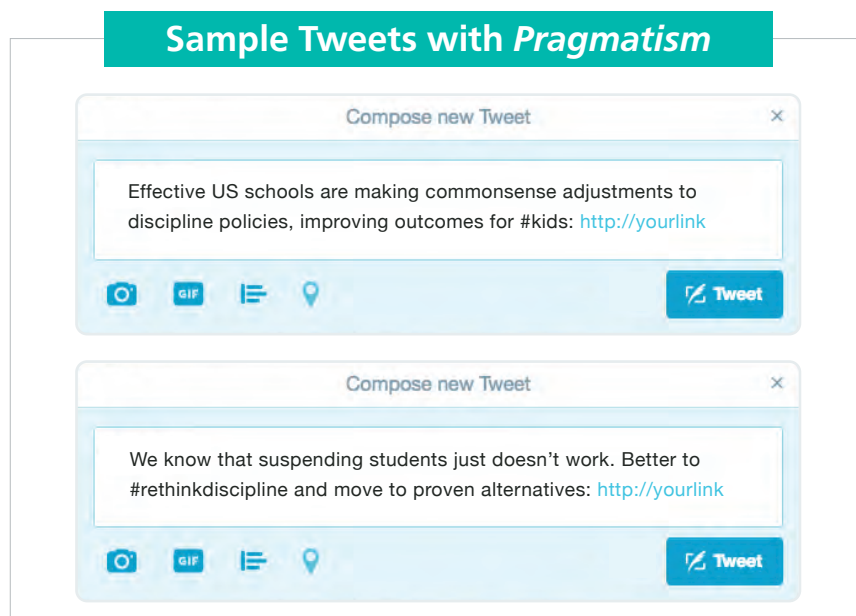 Sample Tweets with Pragmatism
Compose new Tweet ×
Effective US schools are making commonsense adjustments to
discipline policies, improving outcomes for #kids: http://yourlink
GIF Tweet
Compose new Tweet ×
We know that suspending students just doesn’t work. Better to
#rethinkdiscipline and move to proven alternatives: http://yourlink
GIF Tweet